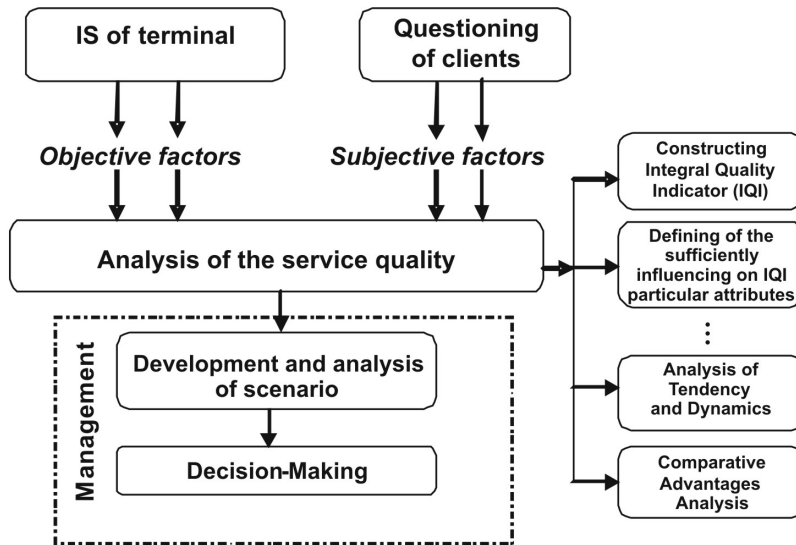 IS of terminal
Questioning
of clients
Objective factors
Subjective factors
Analysis of the service quality
Management
Development and analysis
of scenario
Decision-Making
Constructing
Integral Quality
Indicator (IQI)
Defining of the
sufficiently
influencing on IQI
particular attributes
⋮
Analysis of
Tendency
and Dynamics
Comparative
Advantages
Analysis